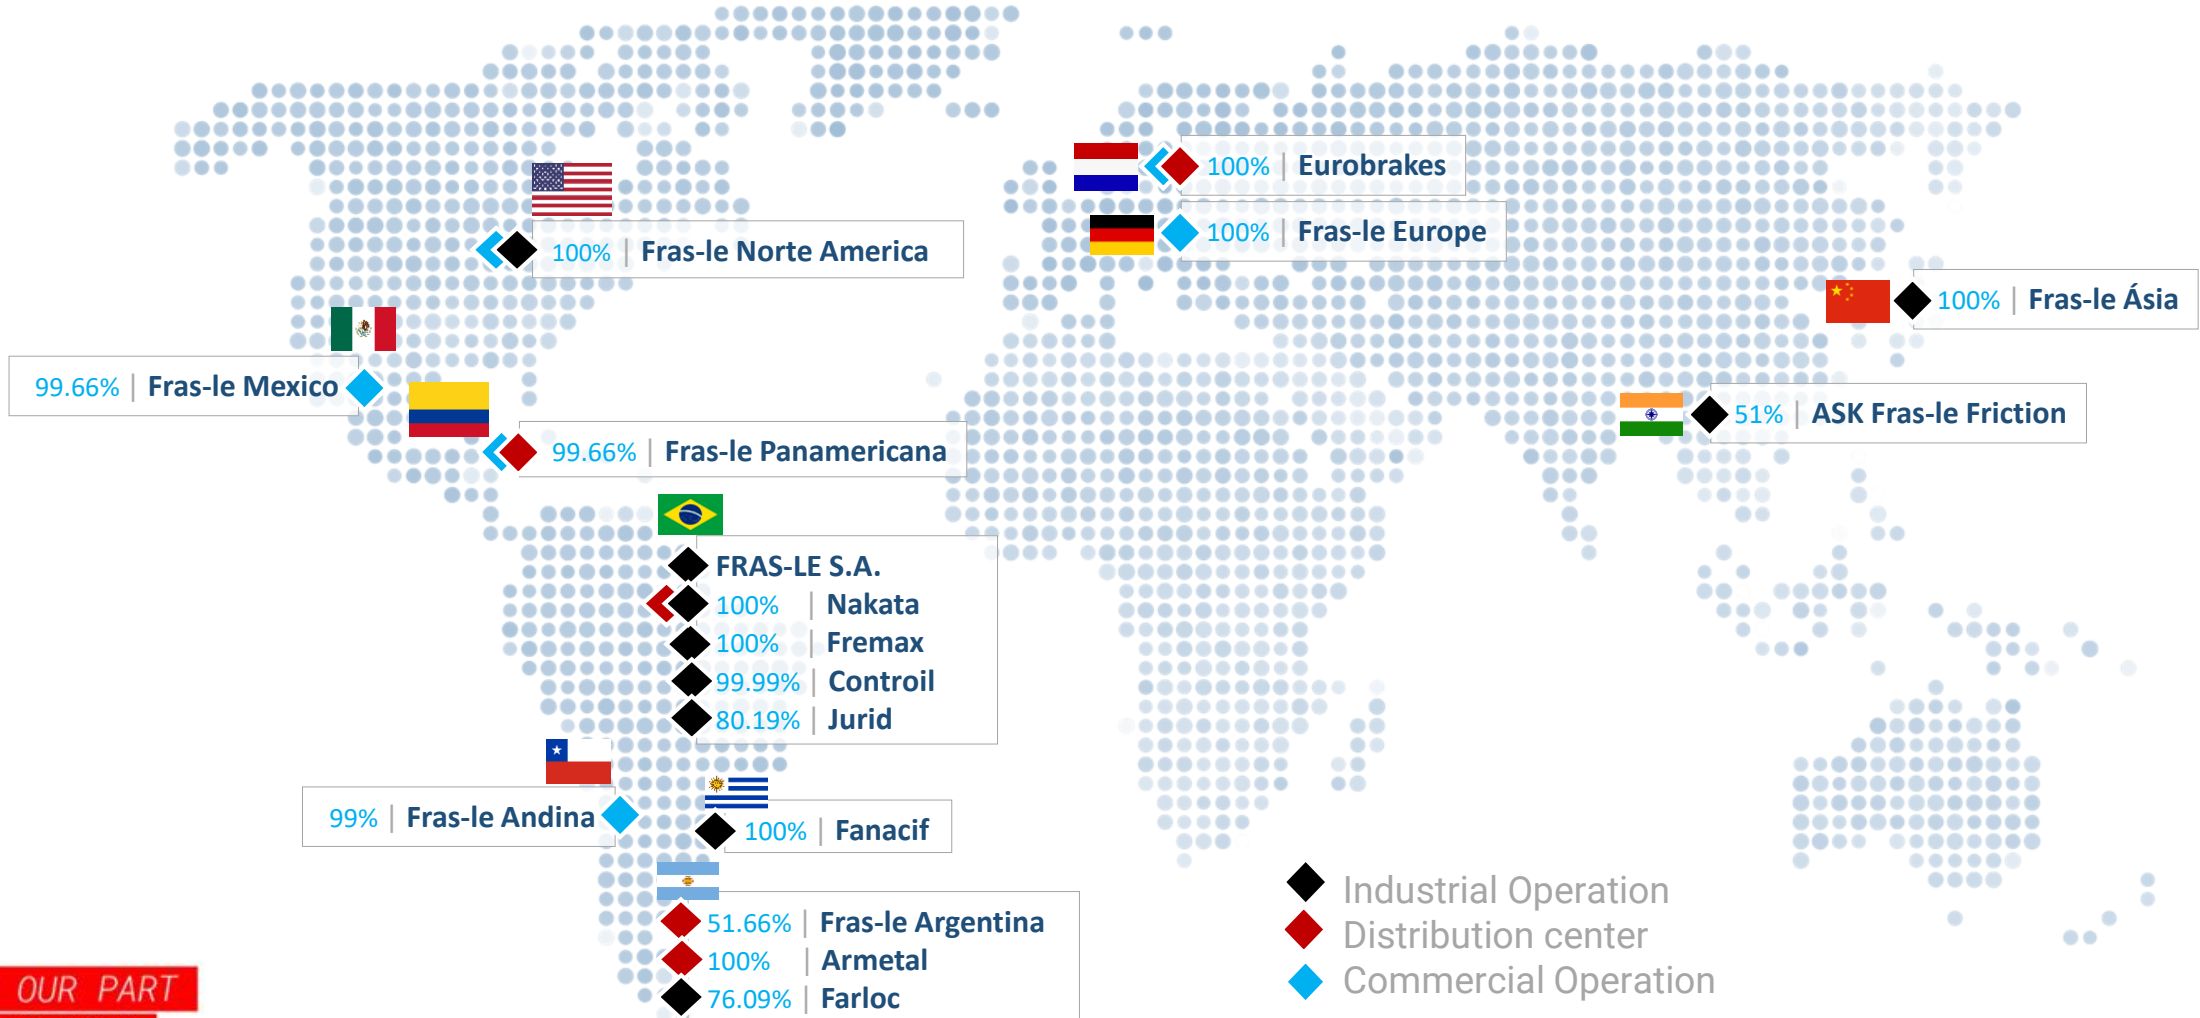 100% | Eurobrakes
100% | Fras-le Europe
100% | Fras-le Norte America
100% | Fras-le Ásia
99.66% | Fras-le Mexico
51% | ASK Fras-le Friction
99.66% | Fras-le Panamericana
FRAS-LE S.A.
100% | Nakata
100% | Fremax
99.99% | Controil
80.19% | Jurid
99% | Fras-le Andina
100% | Fanacif
51.66% | Fras-le Argentina
100% | Armetal
76.09% | Farloc
Industrial Operation
Distribution center
Commercial Operation
OUR PART